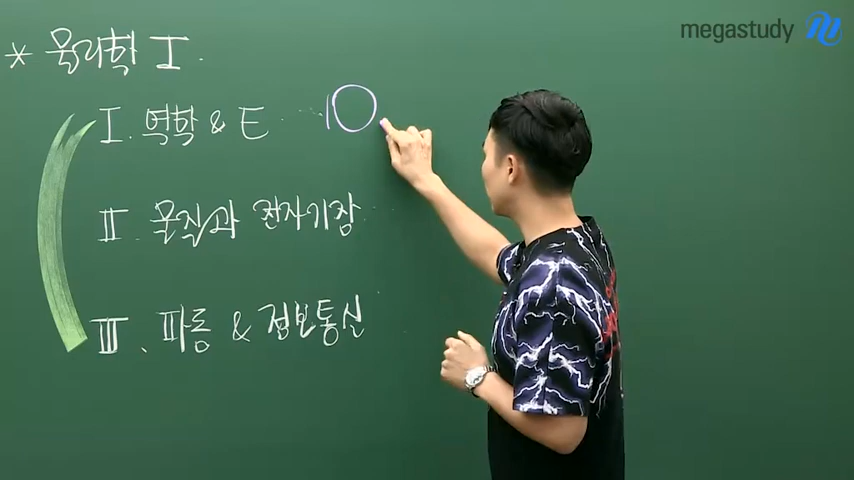 megastudy
* 물리학 I.
I. 역학 & E ... 10
II. 물질과 전자기장
III. 파동 & 정보통신